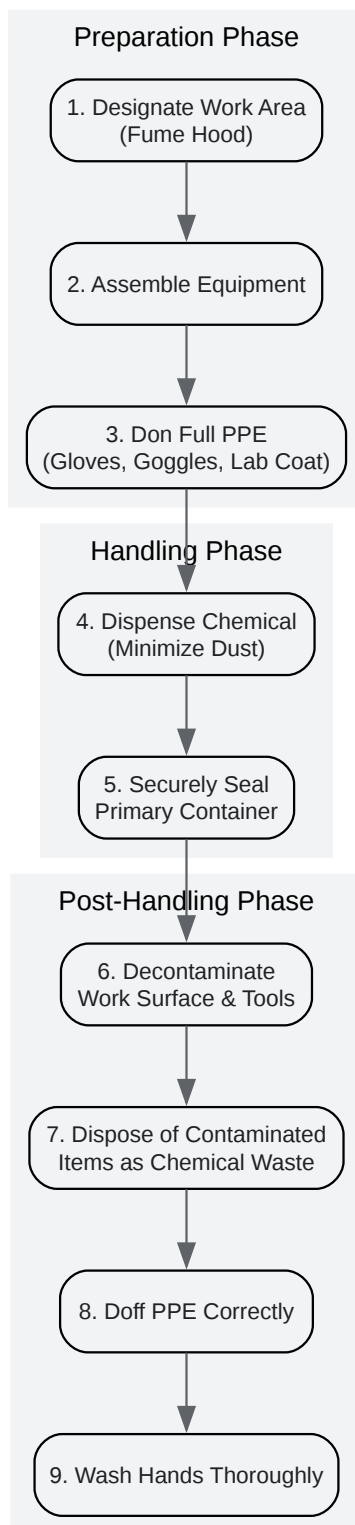 Preparation Phase
1. Designate Work Area
(Fume Hood)
2. Assemble Equipment
3. Don Full PPE
(Gloves, Goggles, Lab Coat)
Handling Phase
4. Dispense Chemical
(Minimize Dust)
5. Securely Seal
Primary Container
Post-Handling Phase
6. Decontaminate
Work Surface & Tools
7. Dispose of Contaminated
Items as Chemical Waste
8. Doff PPE Correctly
9. Wash Hands Thoroughly